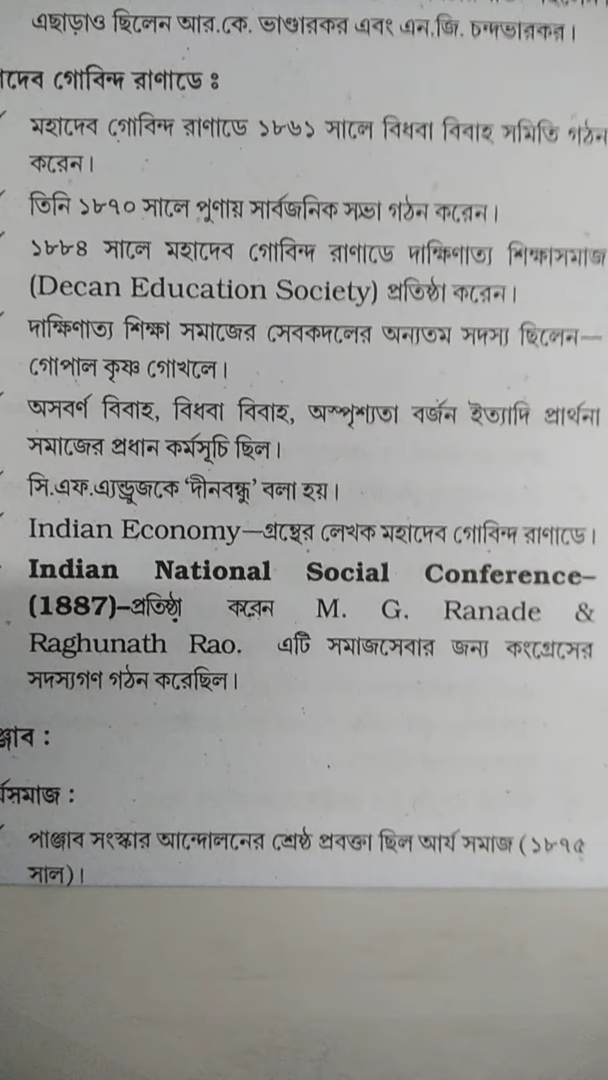 এছাড়াও ছিলেন আর.কে. ভাণ্ডারকর এবং এন.জি. চন্দভারকর।
াদেব গোবিন্দ রাণাডে ঃ
মহাদেব গোবিন্দ রাণাডে ১৮৬১ সালে বিধবা বিবাহ সমিতি গঠন
করেন।
তিনি ১৮৭০ সালে পুণায় সার্বজনিক সভা গঠন করেন।
১৮৮৪ সালে মহাদেব গোবিন্দ রাণাডে দাক্ষিণাত্য শিক্ষাসমাজ
(Decan Education Society) প্রতিষ্ঠা করেন।
দাক্ষিণাত্য শিক্ষা সমাজের সেবকদলের অন্যতম সদস্য ছিলেন—
গোপাল কৃষ্ণ গোখলে।
অসবর্ণ বিবাহ, বিধবা বিবাহ, অস্পৃশ্যতা বর্জন ইত্যাদি প্রার্থনা
সমাজের প্রধান কর্মসূচি ছিল।
সি.এফ.এ্যন্ড্রুজকে ‘দীনবন্ধু’ বলা হয়।
Indian Economy—গ্রন্থের লেখক মহাদেব গোবিন্দ রাণাডে।
Indian National Social Conference–
(1887)–প্রতিষ্ঠা করেন M. G. Ranade &
Raghunath Rao. এটি সমাজসেবার জন্য কংগ্রেসের
সদস্যগণ গঠন করেছিল।
ঞ্জাব :
র্যসমাজ :
পাঞ্জাব সংস্কার আন্দোলনের শ্রেষ্ঠ প্রবক্তা ছিল আর্য সমাজ (১৮৭৫
সাল)।